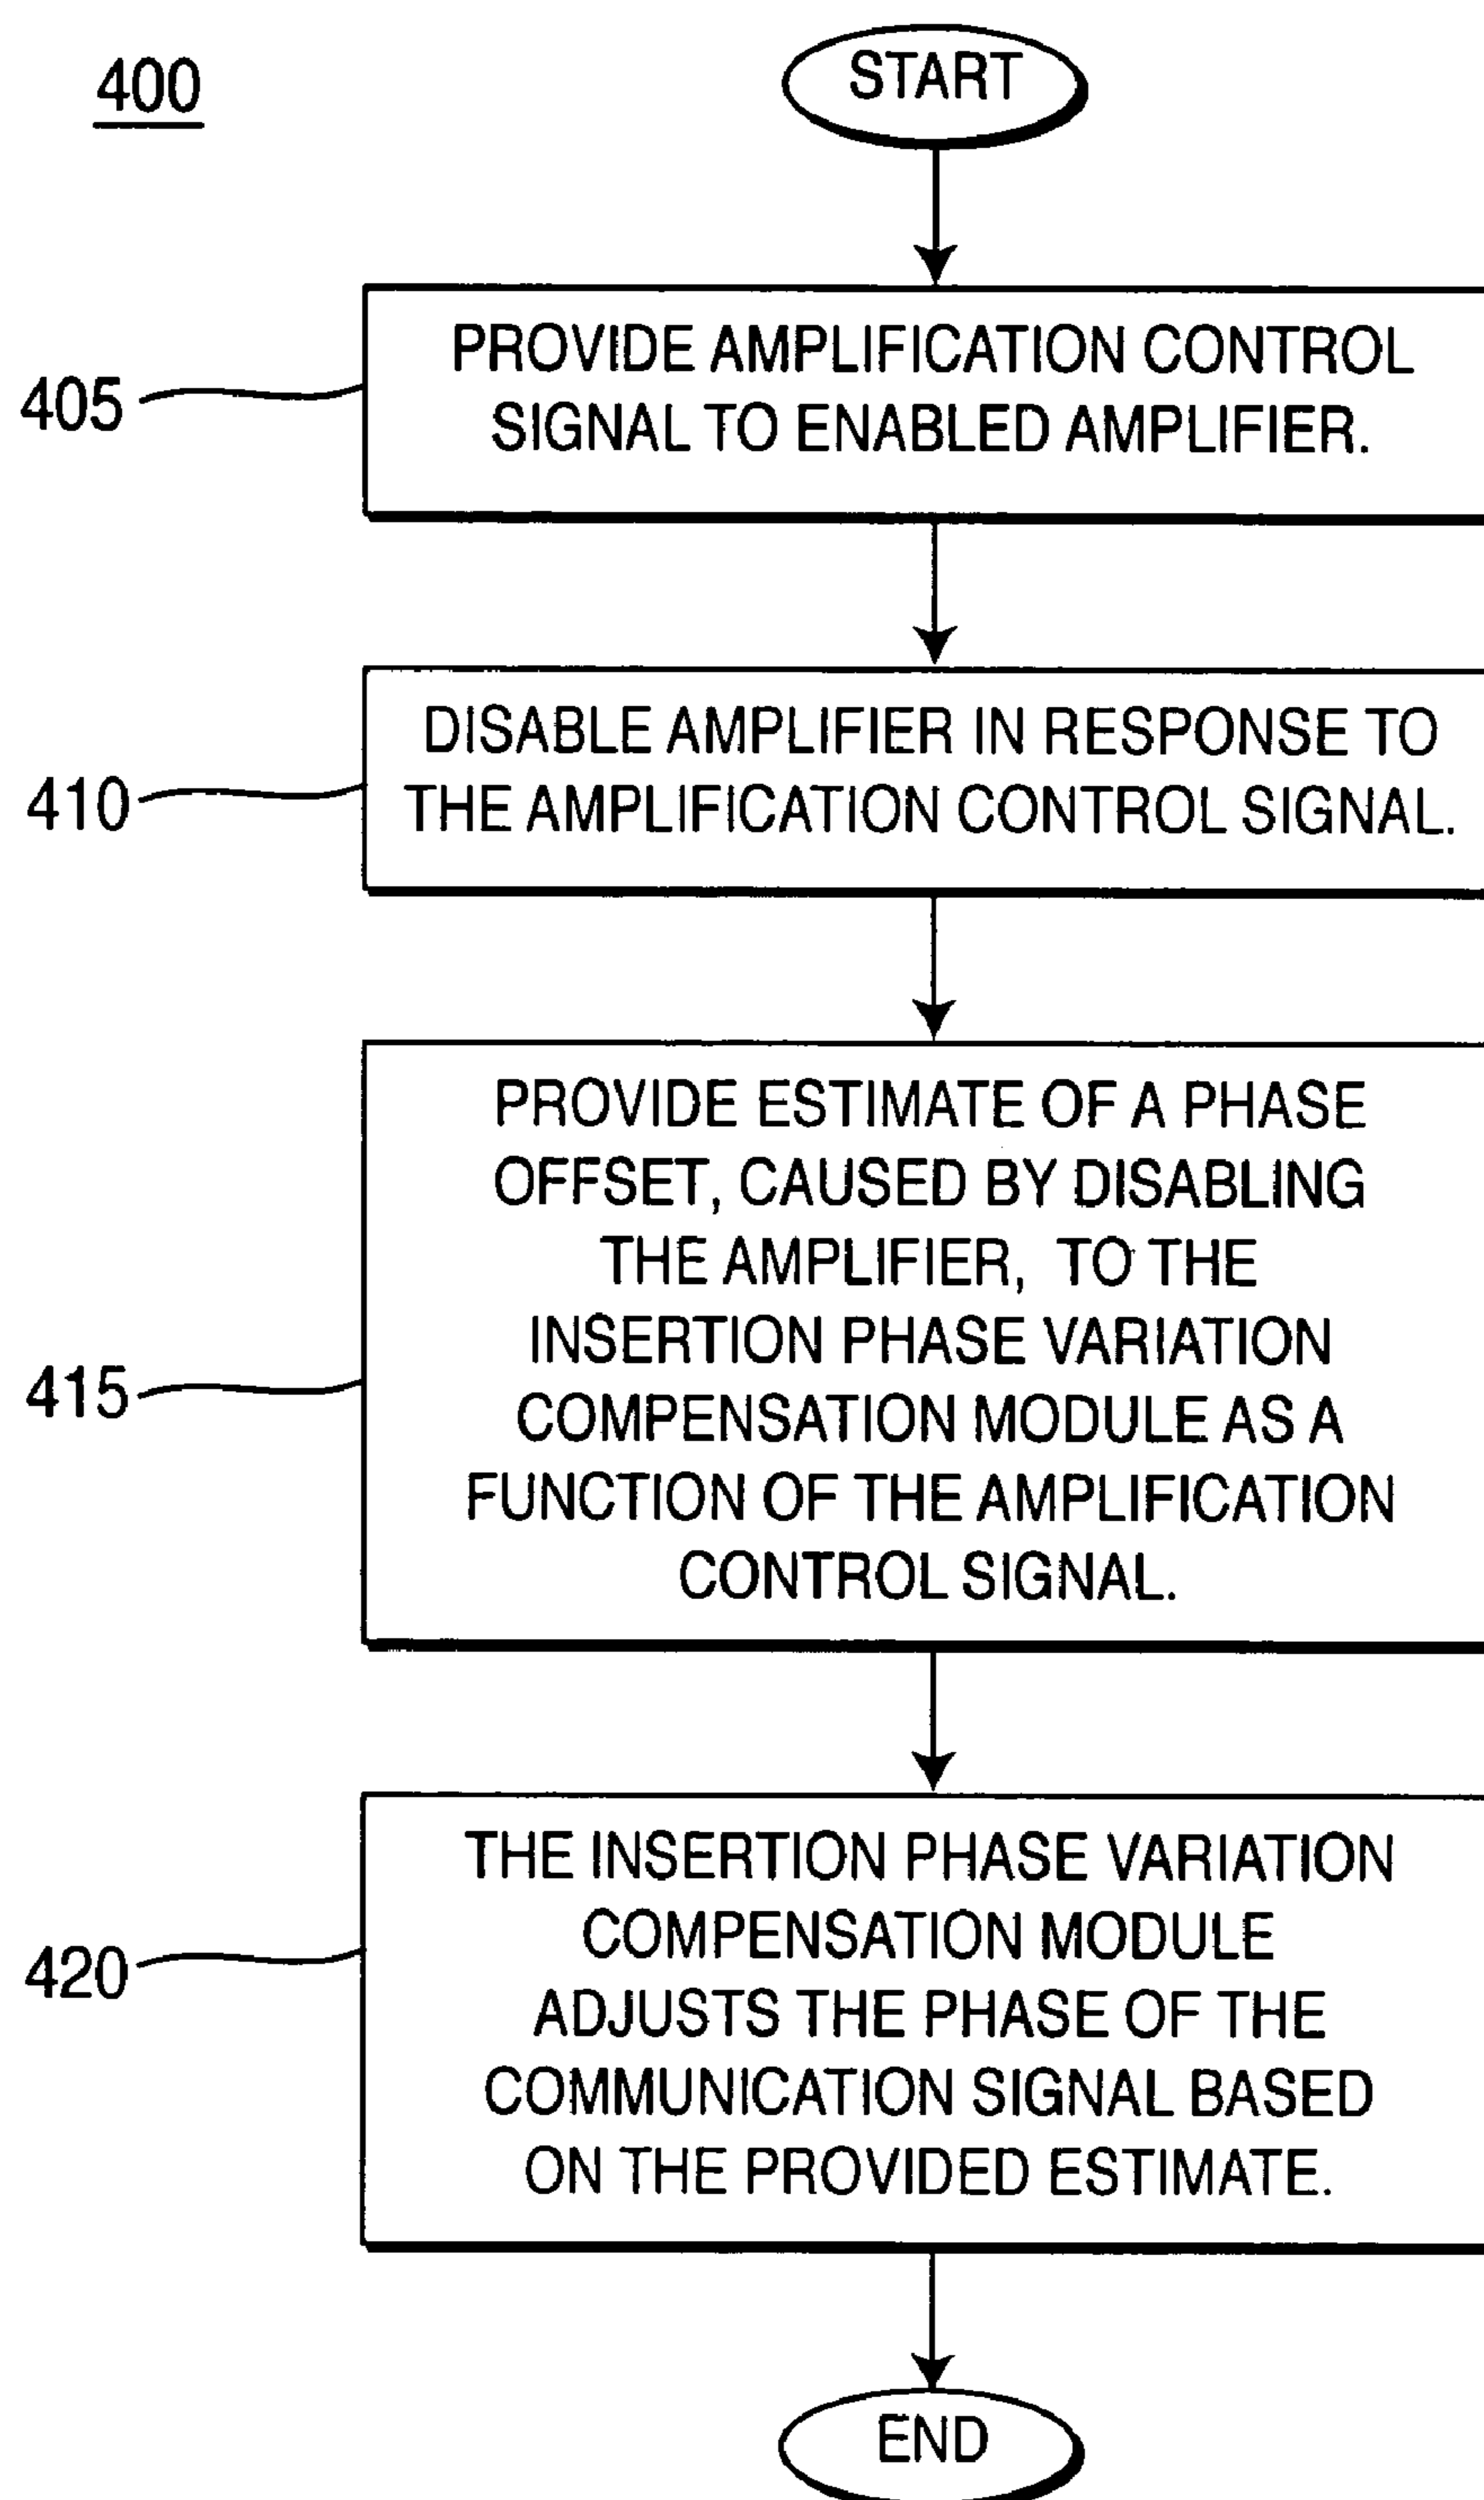 400
START
PROVIDE AMPLIFICATION CONTROL
SIGNAL TO ENABLED AMPLIFIER.
405
DISABLE AMPLIFIER IN RESPONSE TO
THE AMPLIFICATION CONTROL SIGNAL.
410
PROVIDE ESTIMATE OF A PHASE
OFFSET, CAUSED BY DISABLING
THE AMPLIFIER, TO THE
INSERTION PHASE VARIATION
COMPENSATION MODULE AS A
FUNCTION OF THE AMPLIFICATION
CONTROL SIGNAL.
415
THE INSERTION PHASE VARIATION
COMPENSATION MODULE
ADJUSTS THE PHASE OF THE
COMMUNICATION SIGNAL BASED
ON THE PROVIDED ESTIMATE.
420
END